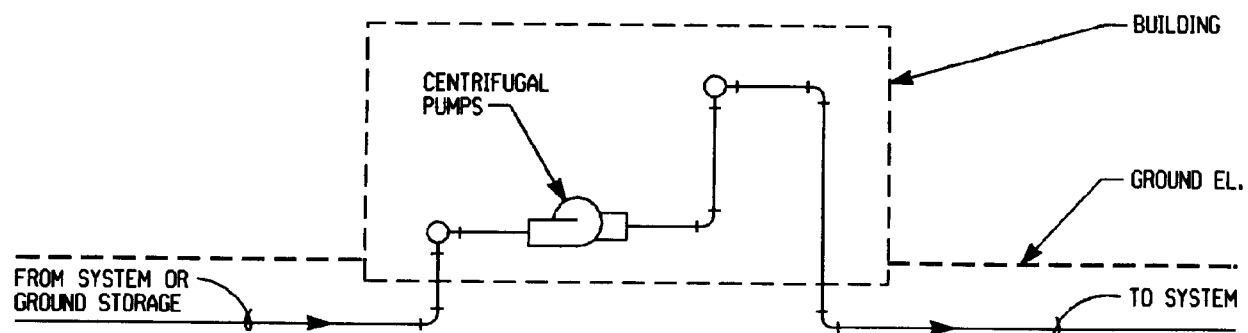 BUILDING
CENTRIFUGAL
PUMPS
GROUND EL.
FROM SYSTEM OR
GROUND STORAGE
TO SYSTEM